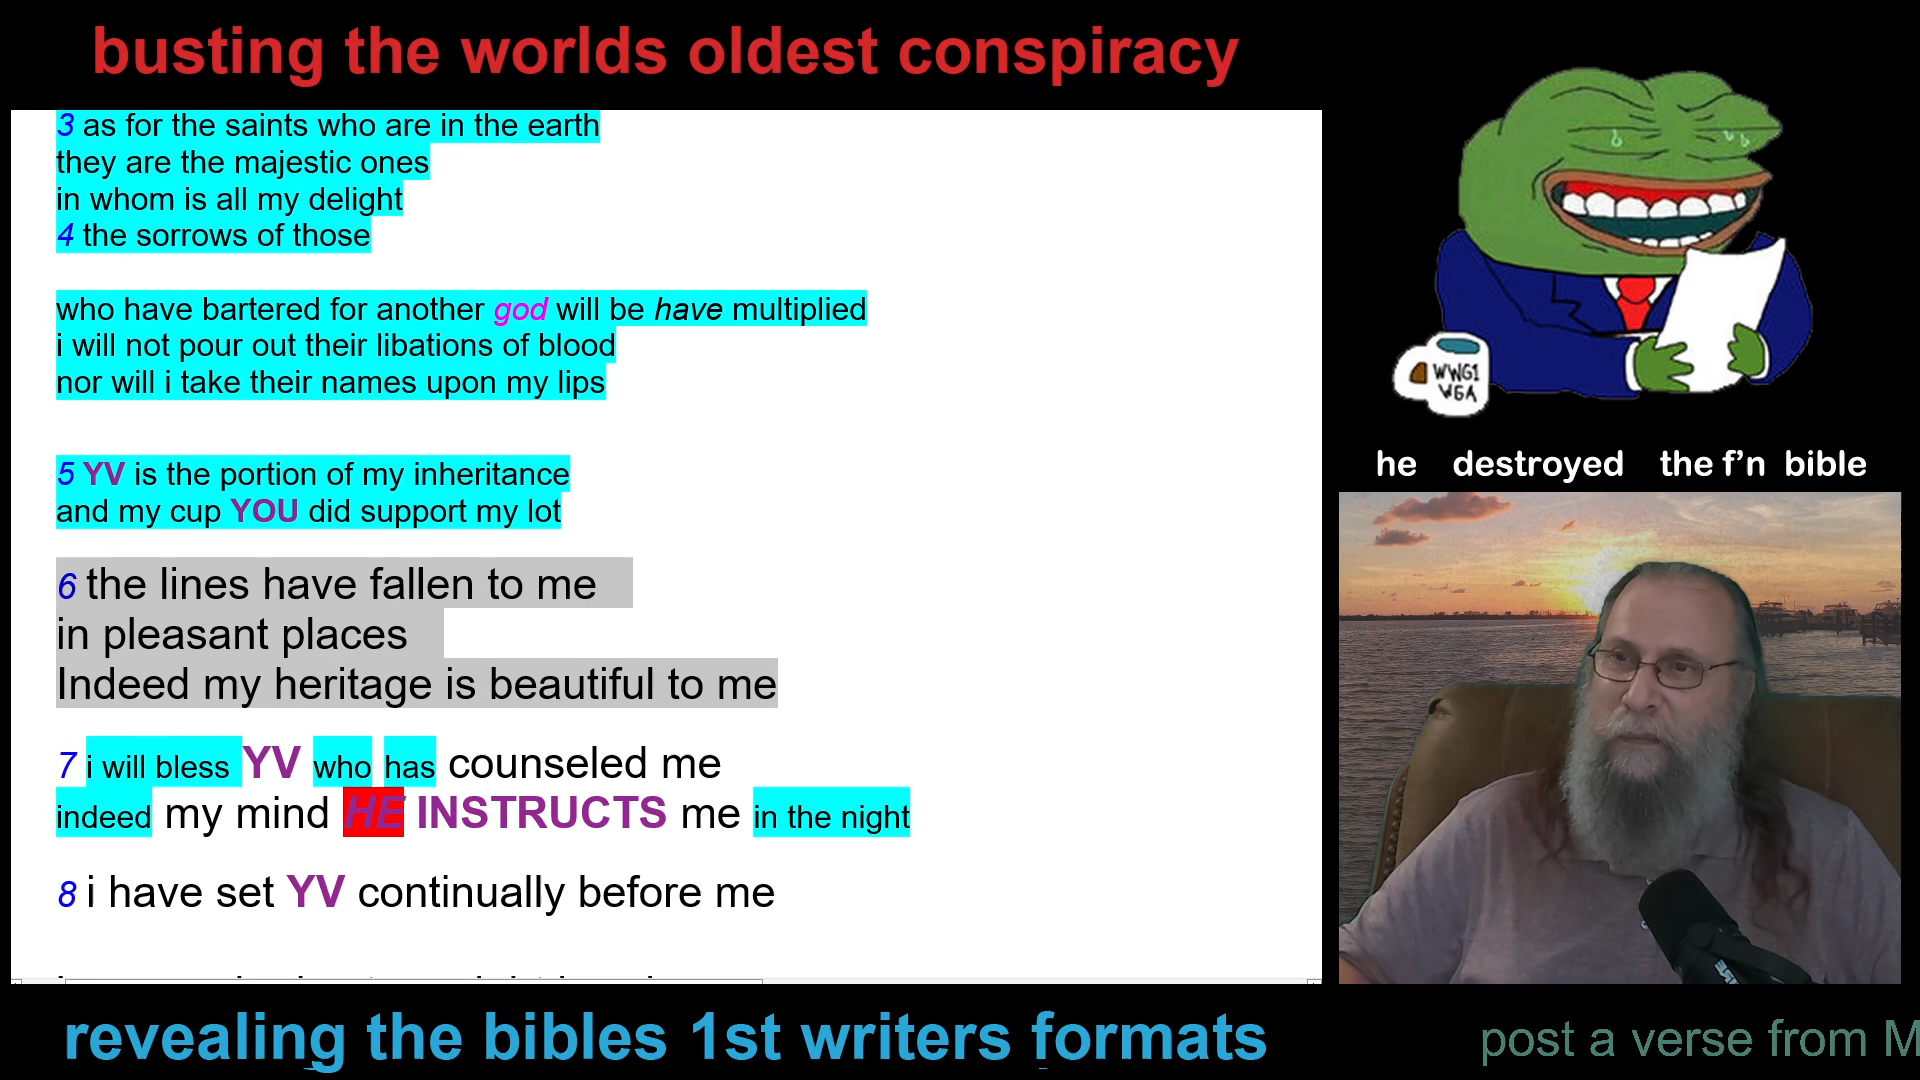 busting the worlds oldest conspiracy
3 as for the saints who are in the earth
they are the majestic ones
in whom is all my delight
4 the sorrows of those
who have bartered for another god will be have multiplied
i will not pour out their libations of blood
nor will i take their names upon my lips
5 YV is the portion of my inheritance
and my cup YOU did support my lot
6 the lines have fallen to me
in pleasant places
Indeed my heritage is beautiful to me
7 i will bless YV who has counseled me
indeed my mind HE INSTRUCTS me in the night
8 i have set YV continually before me
WWG1
WGA
he destroyed the f'n bible
revealing the bibles 1st writers formats
post a verse from M